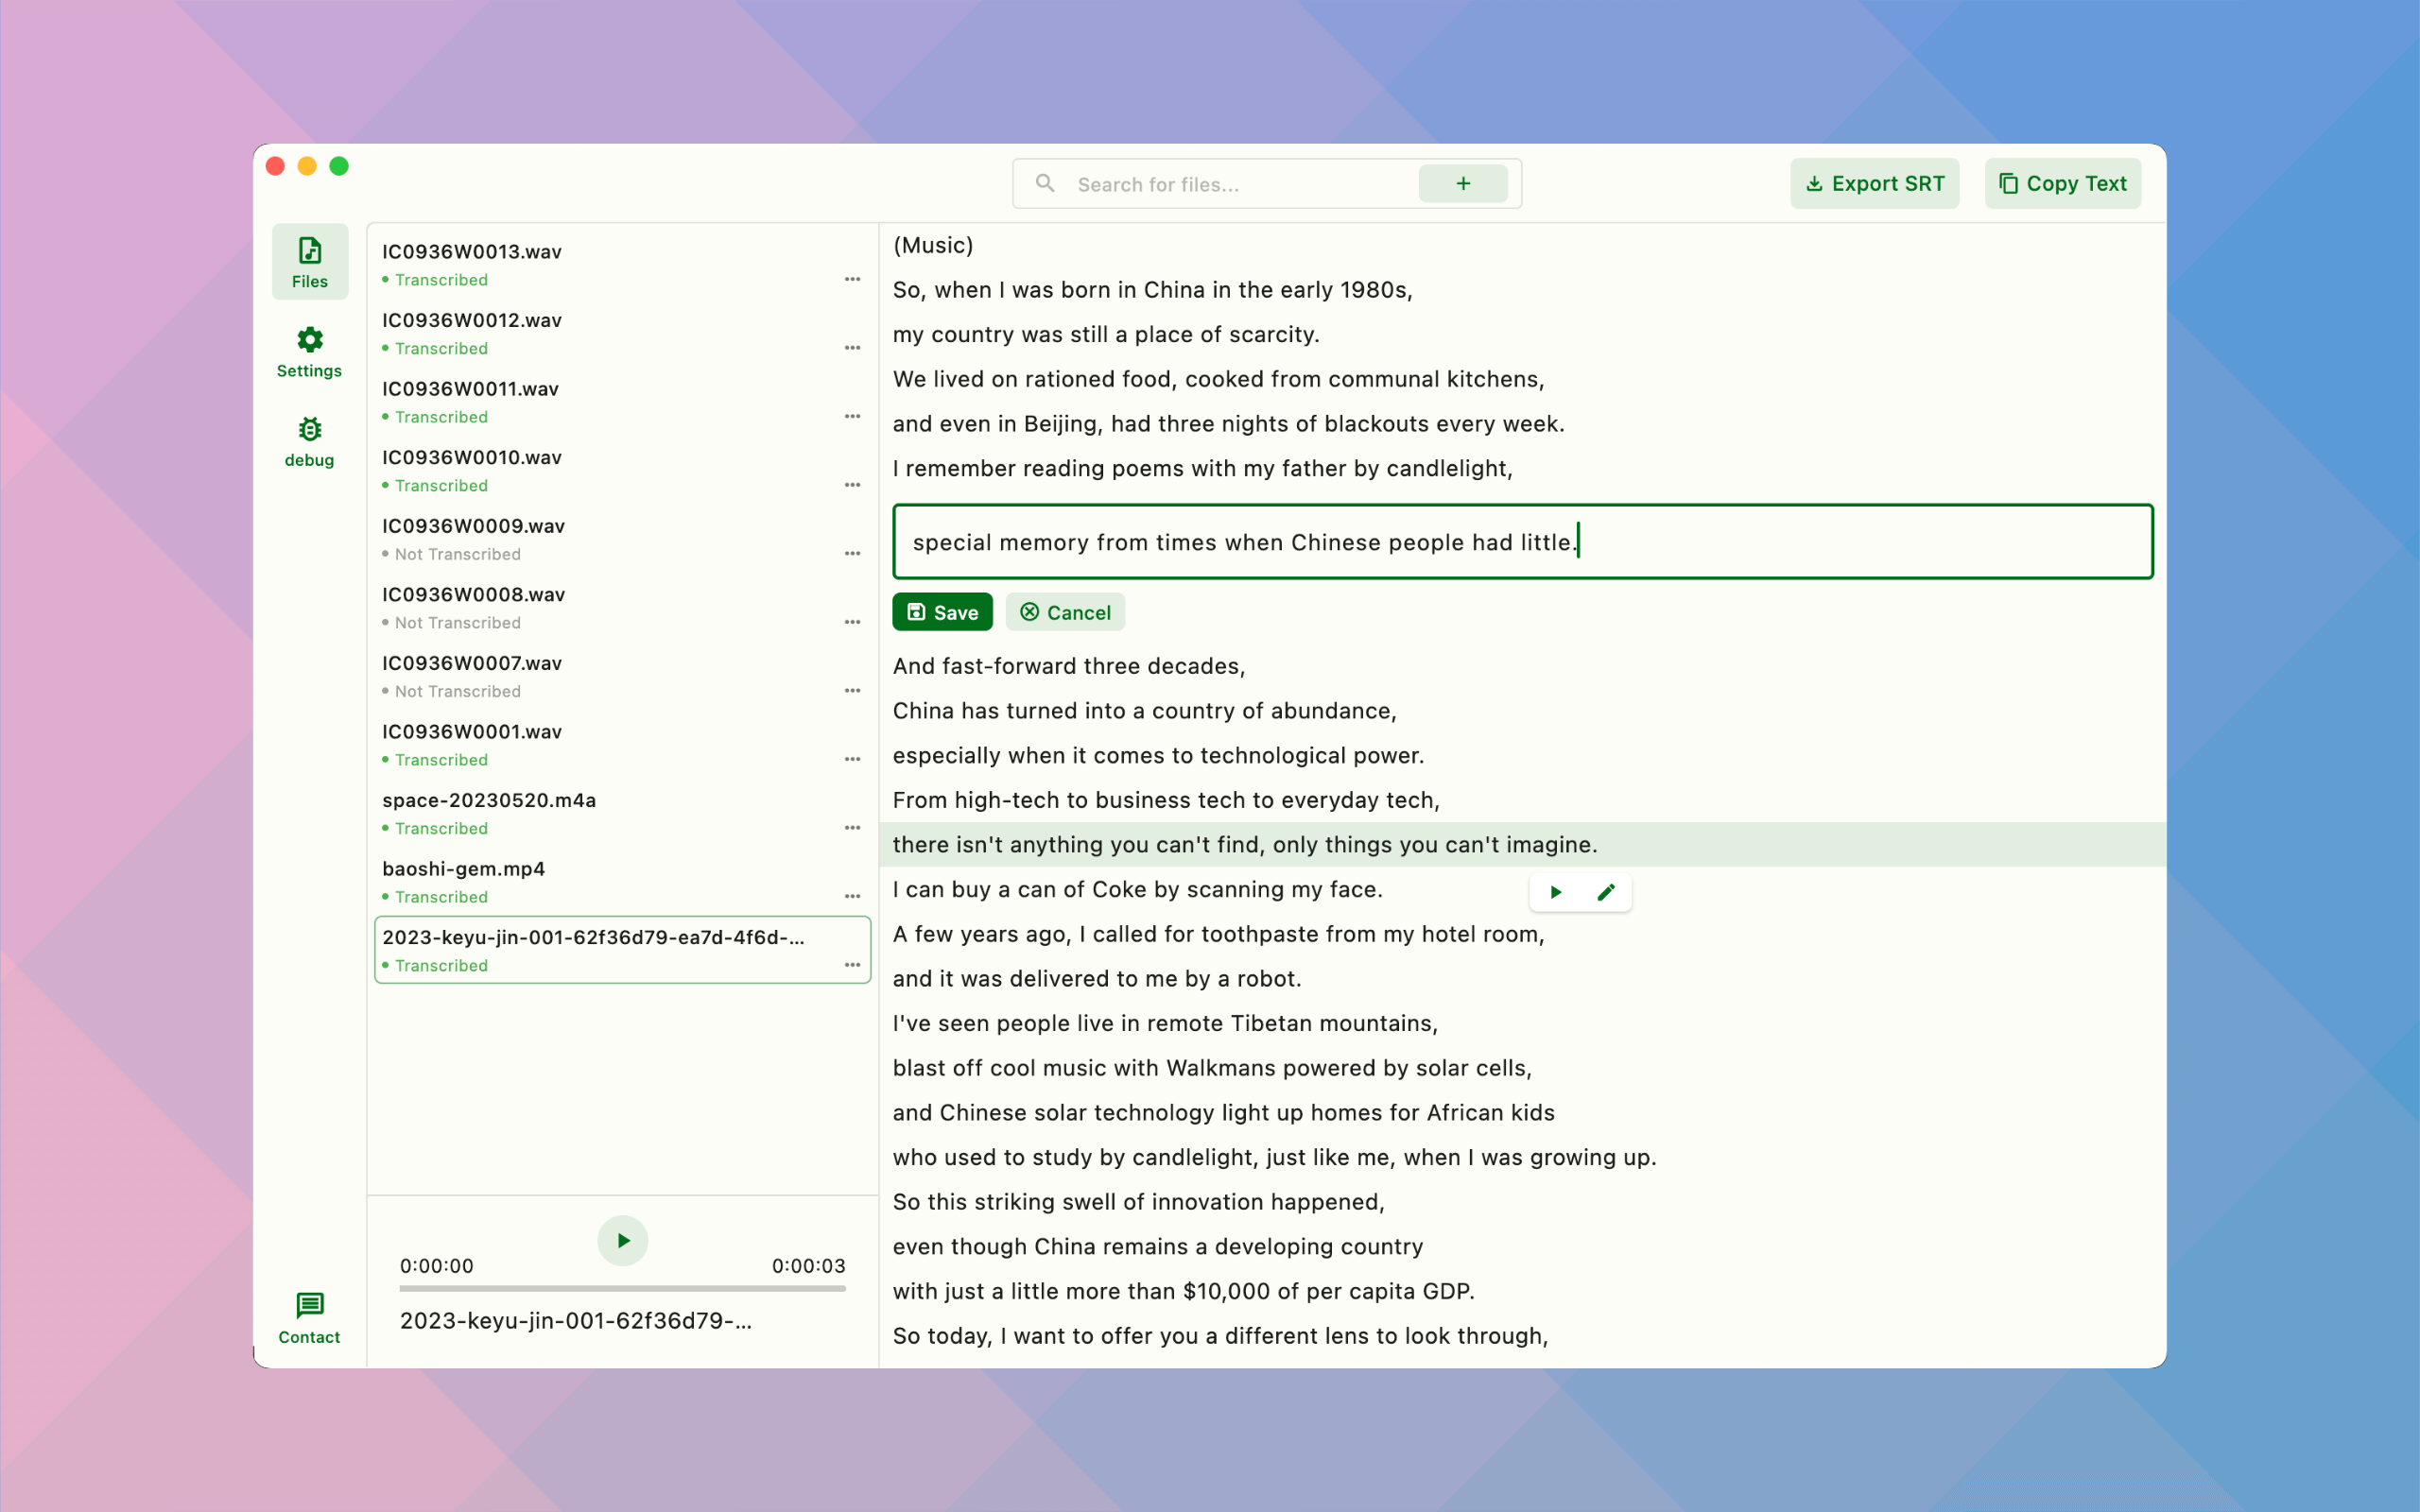 Search for files...
+
Export SRT
Copy Text
Files
Settings
debug
Contact
IC0936W0013.wav
Transcribed
IC0936W0012.wav
Transcribed
IC0936W0011.wav
Transcribed
IC0936W0010.wav
Transcribed
IC0936W0009.wav
Not Transcribed
IC0936W0008.wav
Not Transcribed
IC0936W0007.wav
Not Transcribed
IC0936W0001.wav
Transcribed
space-20230520.m4a
Transcribed
baoshi-gem.mp4
Transcribed
2023-keyu-jin-001-62f36d79-ea7d-4f6d-...
Transcribed
0:00:00
0:00:03
2023-keyu-jin-001-62f36d79-...
(Music)
So, when I was born in China in the early 1980s,
my country was still a place of scarcity.
We lived on rationed food, cooked from communal kitchens,
and even in Beijing, had three nights of blackouts every week.
I remember reading poems with my father by candlelight,
special memory from times when Chinese people had little.
Save
Cancel
And fast-forward three decades,
China has turned into a country of abundance,
especially when it comes to technological power.
From high-tech to business tech to everyday tech,
there isn't anything you can't find, only things you can't imagine.
I can buy a can of Coke by scanning my face.
A few years ago, I called for toothpaste from my hotel room,
and it was delivered to me by a robot.
I've seen people live in remote Tibetan mountains,
blast off cool music with Walkmans powered by solar cells,
and Chinese solar technology light up homes for African kids
who used to study by candlelight, just like me, when I was growing up.
So this striking swell of innovation happened,
even though China remains a developing country
with just a little more than $10,000 of per capita GDP.
So today, I want to offer you a different lens to look through,